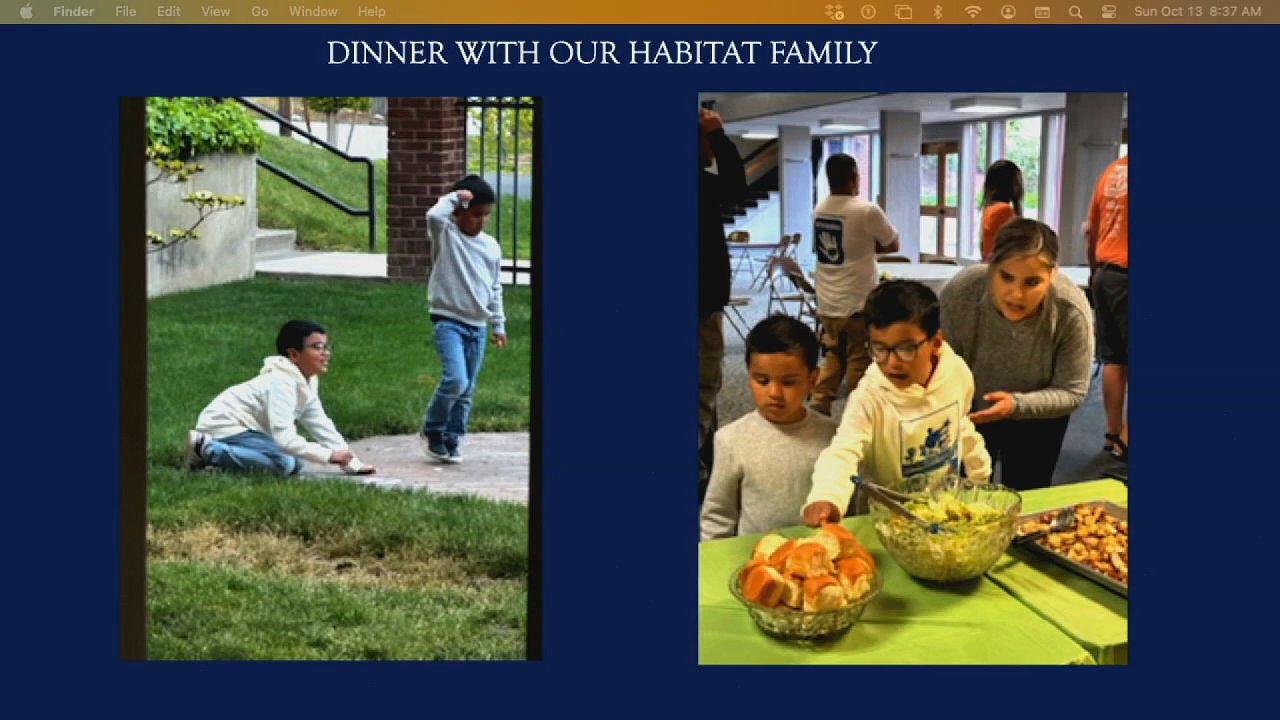 Finder File Edit View Go Window Help Sun Oct 13 8:37 AM
DINNER WITH OUR HABITAT FAMILY